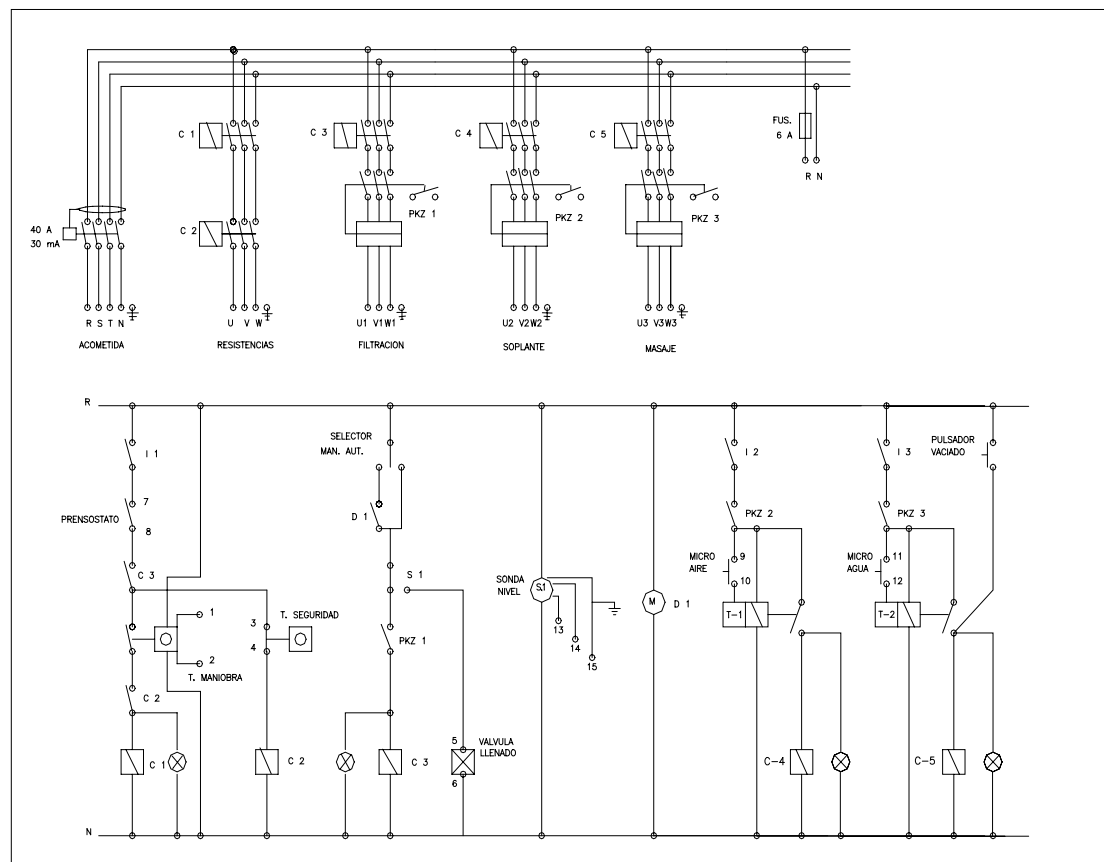 C 1
C 3
C 4
C 5
FUS.
6 A
R N
PKZ 1
PKZ 2
PKZ 3
40 A
30 mA
C 2
R S T N
U V W
U1 V1 W1
U2 V2 W2
U3 V3 W3
ACOMETIDA
RESISTENCIAS
FILTRACION
SOPLANTE
MASAJE
R
I 1
SELECTOR
MAN. AUT.
I 2
I 3
PULSADOR
VACIADO
7
PRENSOSTATO
8
D 1
PKZ 2
PKZ 3
C 3
S 1
SONDA
NIVEL
S.1
MICRO
AIRE
9
10
MICRO
AGUA
11
12
M
D 1
T-1
T-2
1
3
T. SEGURIDAD
4
13
14
15
2
T. MANIOBRA
PKZ 1
C 2
5
VALVULA
LLENADO
6
C 1
C 2
C 3
C-4
C-5
N